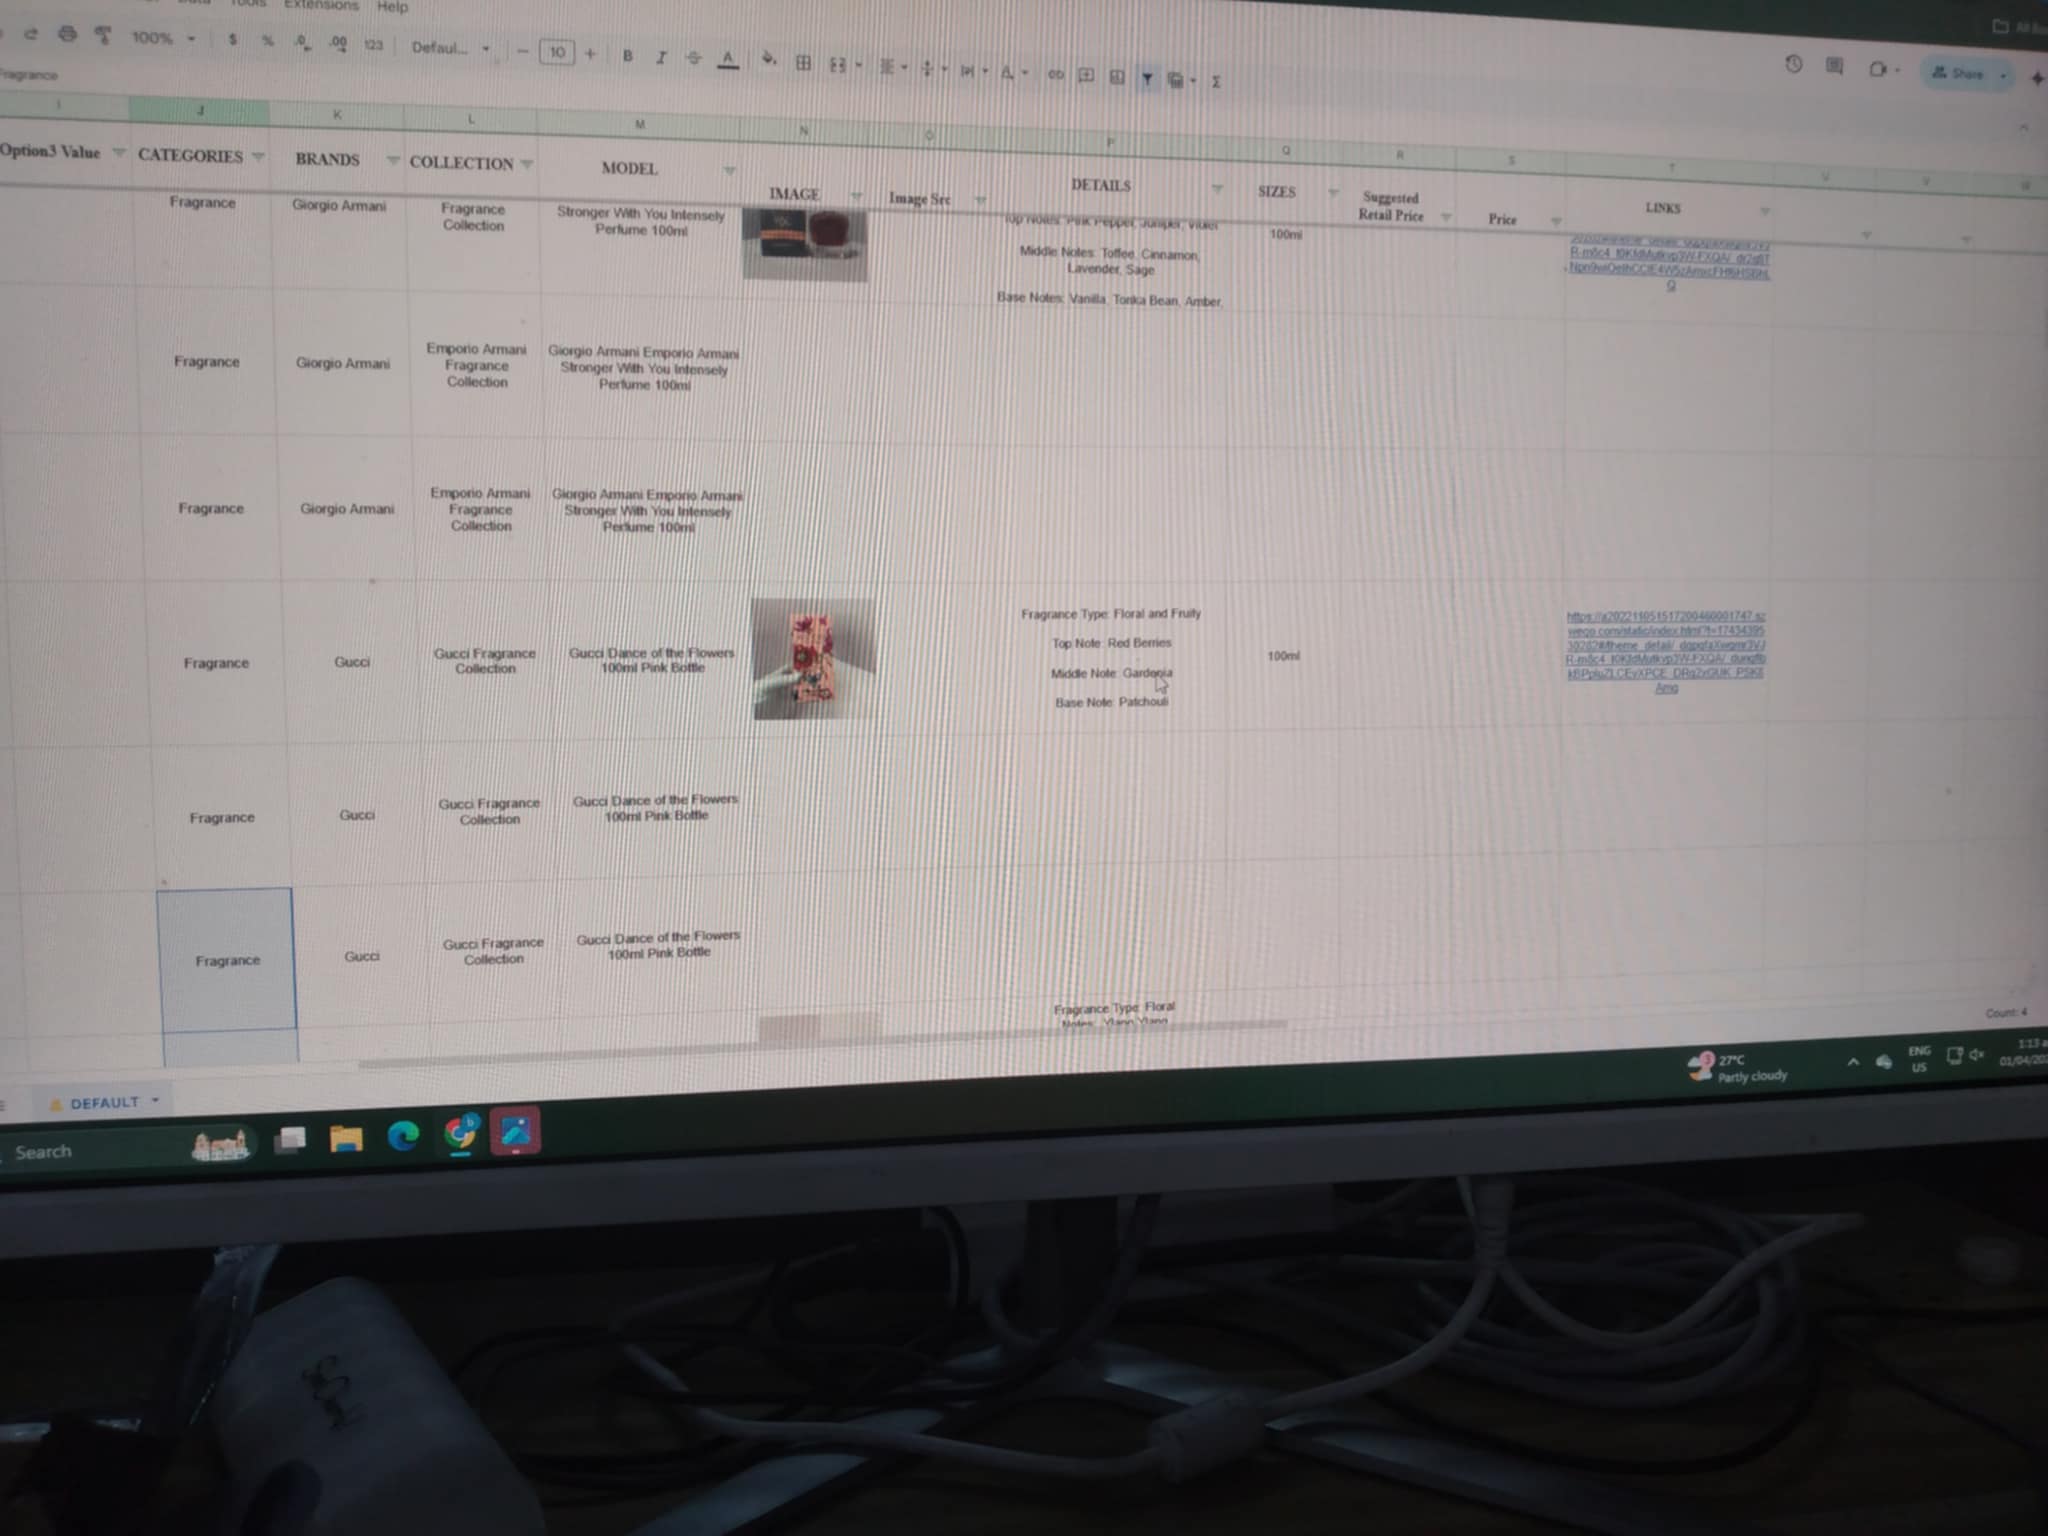 Tools Extensions Help
100% $ % .0 .00 123 Defaul... 10 B I A Σ Share
Fragrance
I J K L M N O P Q R S T U V W
Option3 Value CATEGORIES BRANDS COLLECTION MODEL IMAGE Image Src DETAILS SIZES Suggested Retail Price Price LINKS
Fragrance Giorgio Armani
Fragrance
Collection
Stronger With You Intensely
Perfume 100ml
Top Notes: Pink Pepper, Juniper, Violet
Middle Notes: Toffee, Cinnamon,
Lavender, Sage
Base Notes: Vanilla, Tonka Bean, Amber,
100ml
Fragrance Giorgio Armani
Emporio Armani
Fragrance
Collection
Giorgio Armani Emporio Armani
Stronger With You Intensely
Perfume 100ml
Fragrance Giorgio Armani
Emporio Armani
Fragrance
Collection
Giorgio Armani Emporio Armani
Stronger With You Intensely
Perfume 100ml
Fragrance Gucci
Gucci Fragrance
Collection
Gucci Dance of the Flowers
100ml Pink Bottle
Fragrance Type: Floral and Fruity
Top Note: Red Berries
Middle Note: Gardenia
Base Note: Patchouli
100ml
Fragrance Gucci
Gucci Fragrance
Collection
Gucci Dance of the Flowers
100ml Pink Bottle
Fragrance Gucci
Gucci Fragrance
Collection
Gucci Dance of the Flowers
100ml Pink Bottle
Fragrance Type: Floral
Notes: Ylang Ylang
Count: 4
DEFAULT
Search
3
27°C
Partly cloudy
ENG
US
1:13 a
01/04/20